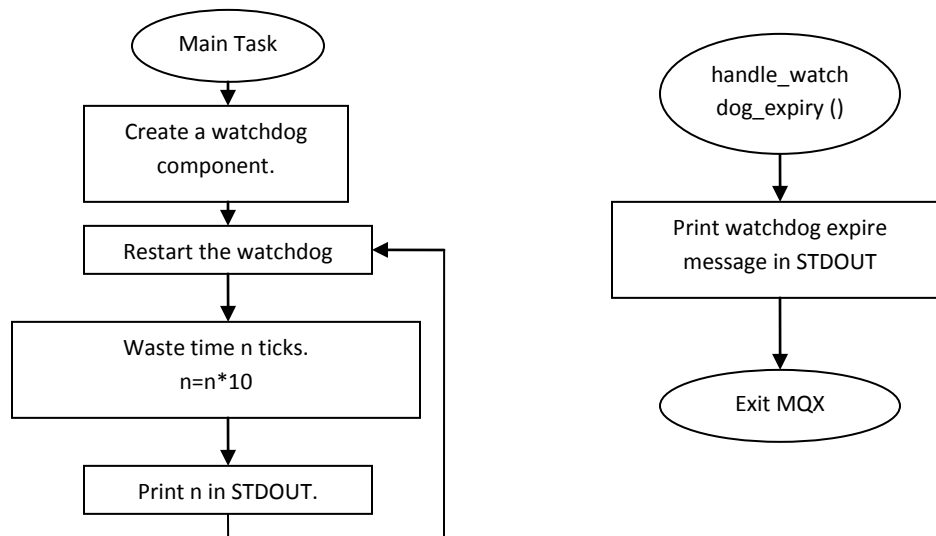 Main Task
Create a watchdog
component.
Restart the watchdog
Waste time n ticks.
n=n*10
Print n in STDOUT.
handle_watch
dog_expiry ()
Print watchdog expire
message in STDOUT
Exit MQX